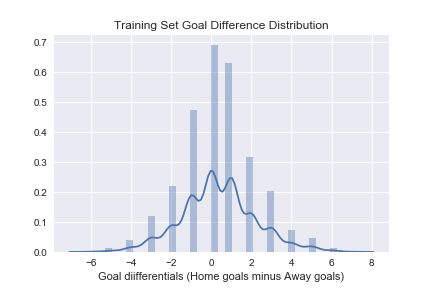 Training Set Goal Difference Distribution
0.7
0.6
0.5
0.4
0.3
0.2
0.1
0.0
−6 −4 −2 0 2 4 6 8
Goal differentials (Home goals minus Away goals)